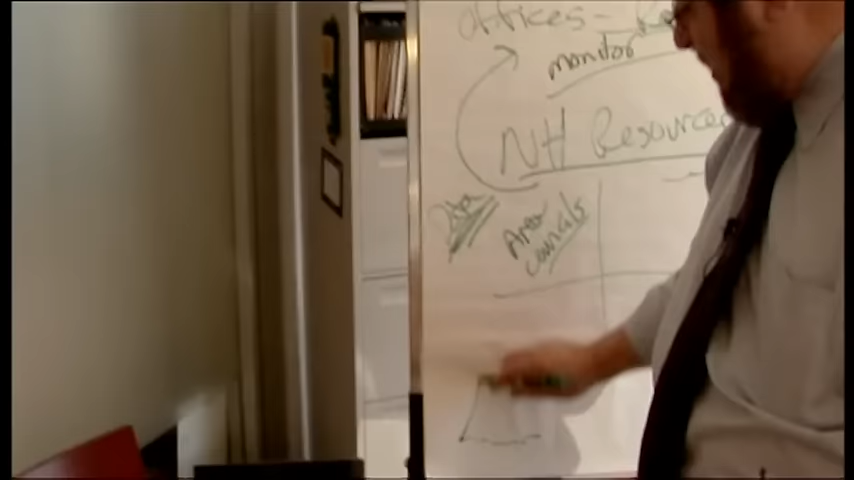 offices -
monitor
NH Resources
Area
Councils